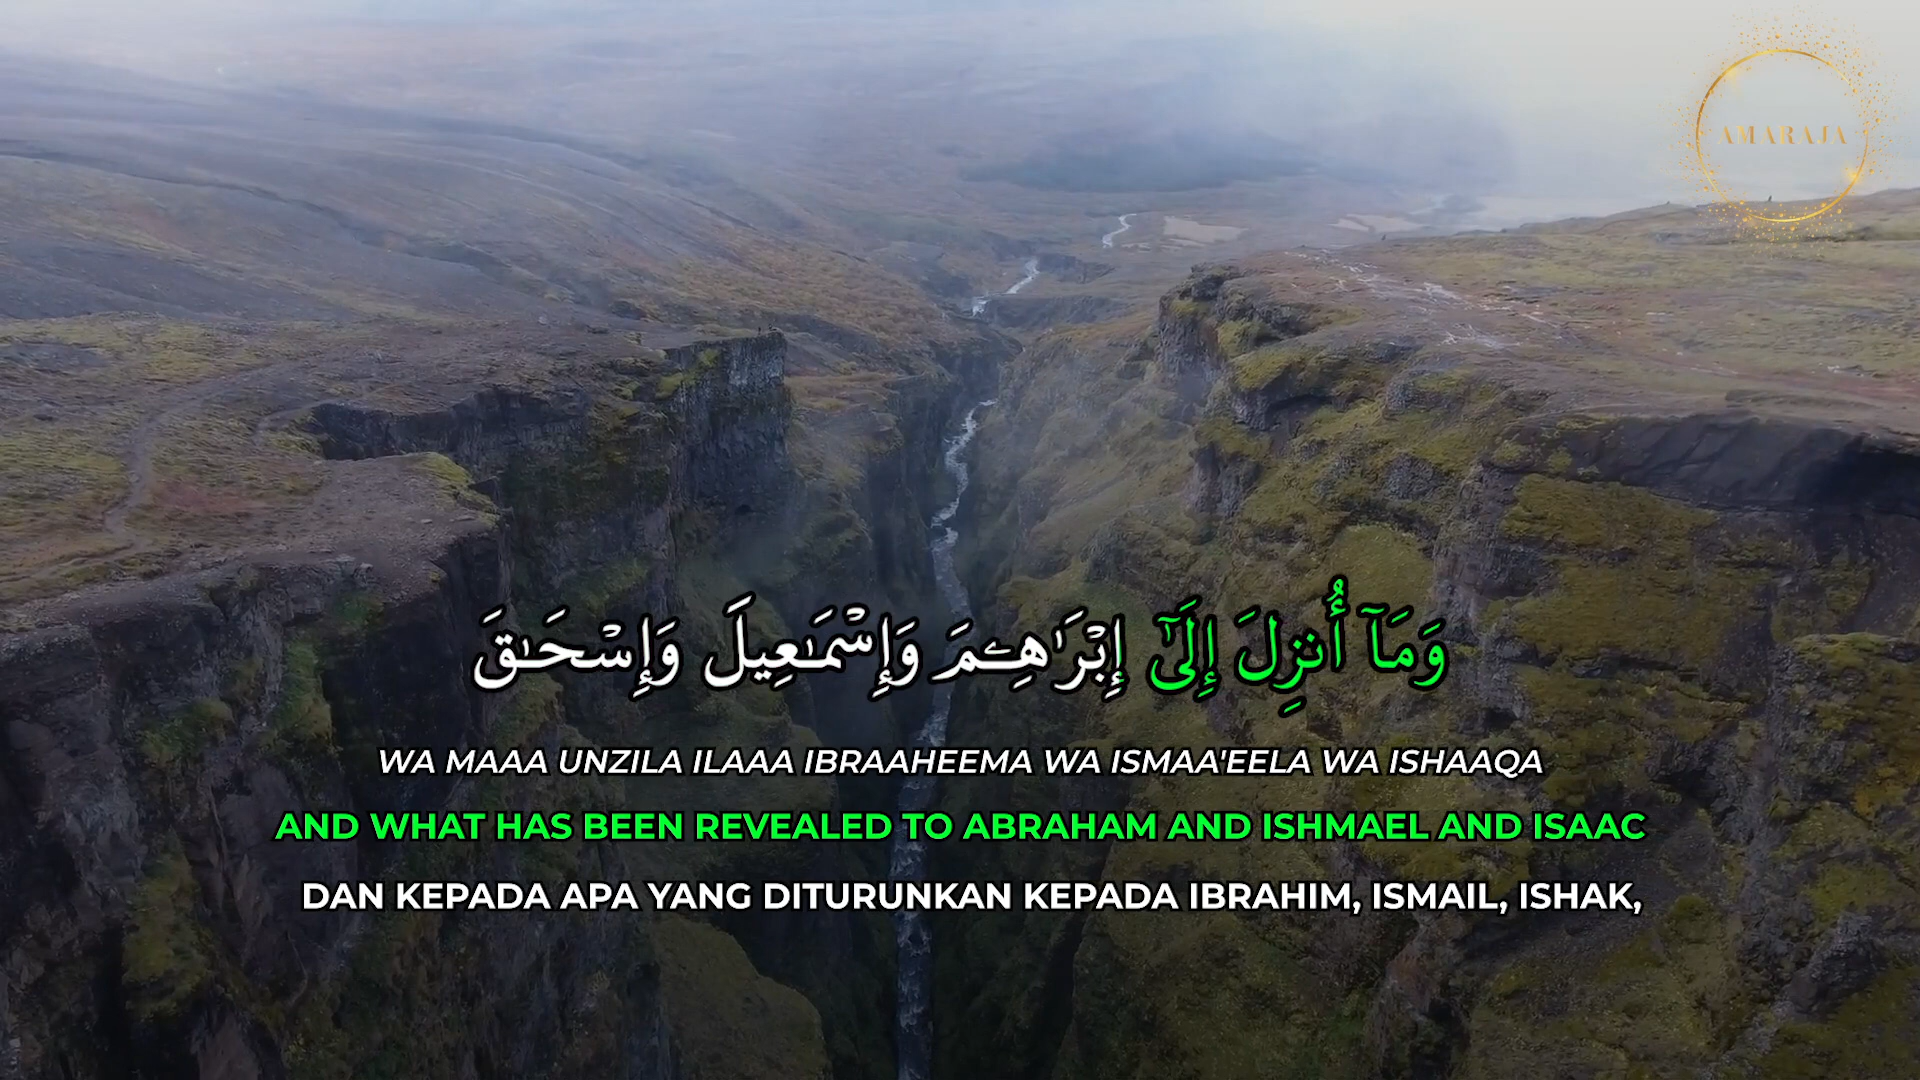 AMARAJA
وَمَآ أُنزِلَ إِلَىٰٓ إِبْرَٰهِـۧمَ وَإِسْمَـٰعِيلَ وَإِسْحَـٰقَ
WA MAAA UNZILA ILAAA IBRAAHEEMA WA ISMAA'EELA WA ISHAAQA
AND WHAT HAS BEEN REVEALED TO ABRAHAM AND ISHMAEL AND ISAAC
DAN KEPADA APA YANG DITURUNKAN KEPADA IBRAHIM, ISMAIL, ISHAK,